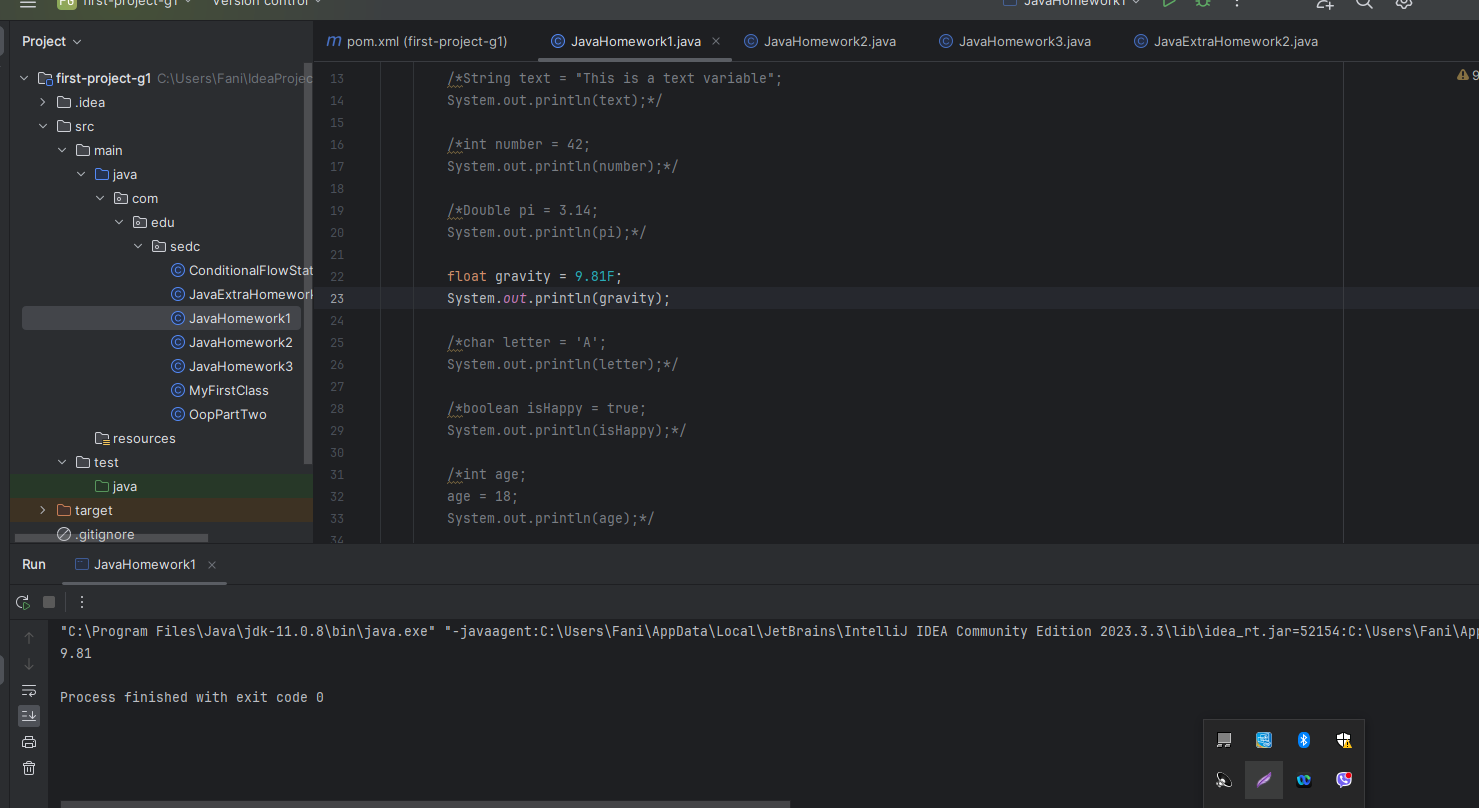 PG first-project-g1 Version control JavaHomework1
Project
m pom.xml (first-project-g1) JavaHomework1.java JavaHomework2.java JavaHomework3.java JavaExtraHomework2.java
first-project-g1 C:\Users\Fani\IdeaProjec
.idea
src
main
java
com
edu
sedc
ConditionalFlowStat
JavaExtraHomework
JavaHomework1
JavaHomework2
JavaHomework3
MyFirstClass
OopPartTwo
resources
test
java
target
.gitignore
9
13 /*String text = "This is a text variable";
14 System.out.println(text);*/
15
16 /*int number = 42;
17 System.out.println(number);*/
18
19 /*Double pi = 3.14;
20 System.out.println(pi);*/
21
22 float gravity = 9.81F;
23 System.out.println(gravity);
24
25 /*char letter = 'A';
26 System.out.println(letter);*/
27
28 /*boolean isHappy = true;
29 System.out.println(isHappy);*/
30
31 /*int age;
32 age = 18;
33 System.out.println(age);*/
34
Run JavaHomework1
"C:\Program Files\Java\jdk-11.0.8\bin\java.exe" "-javaagent:C:\Users\Fani\AppData\Local\JetBrains\IntelliJ IDEA Community Edition 2023.3.3\lib\idea_rt.jar=52154:C:\Users\Fani\App
9.81
Process finished with exit code 0